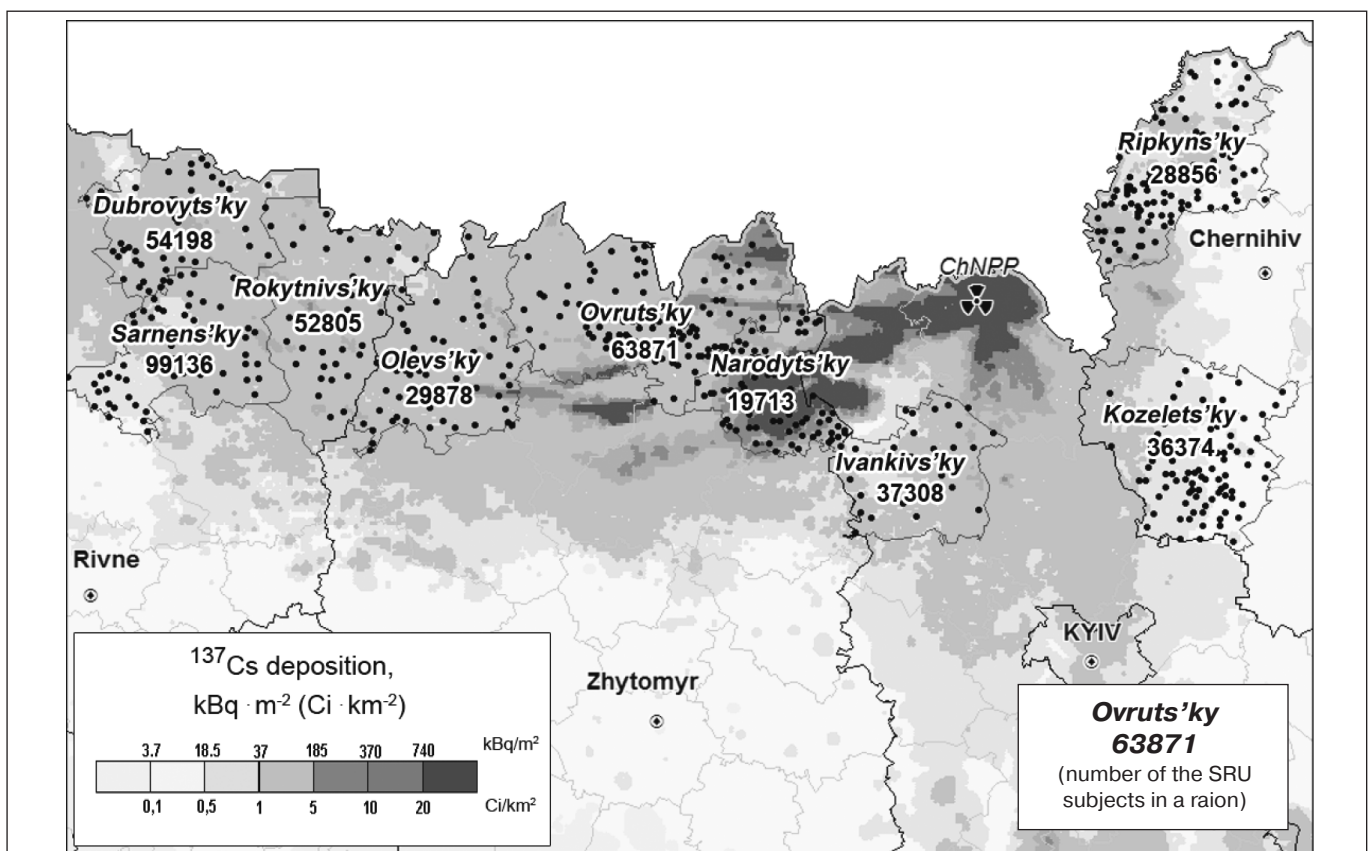 Ripkyns'ky
28856
Dubrovyts'ky
54198
Chernihiv
ChNPP
Rokytnivs'ky
52805
Sarnens'ky
99136
Ovruts'ky
63871
Olevs'ky
29878
Narodyts'ky
19713
Kozelets'ky
36374
Ivankivs'ky
37308
Rivne
KYIV
Zhytomyr
137Cs deposition,
kBq · m-2 (Ci · km-2)
3.7 18.5 37 185 370 740 kBq/m2
0,1 0,5 1 5 10 20 Ci/km2
Ovruts'ky
63871
(number of the SRU
subjects in a raion)